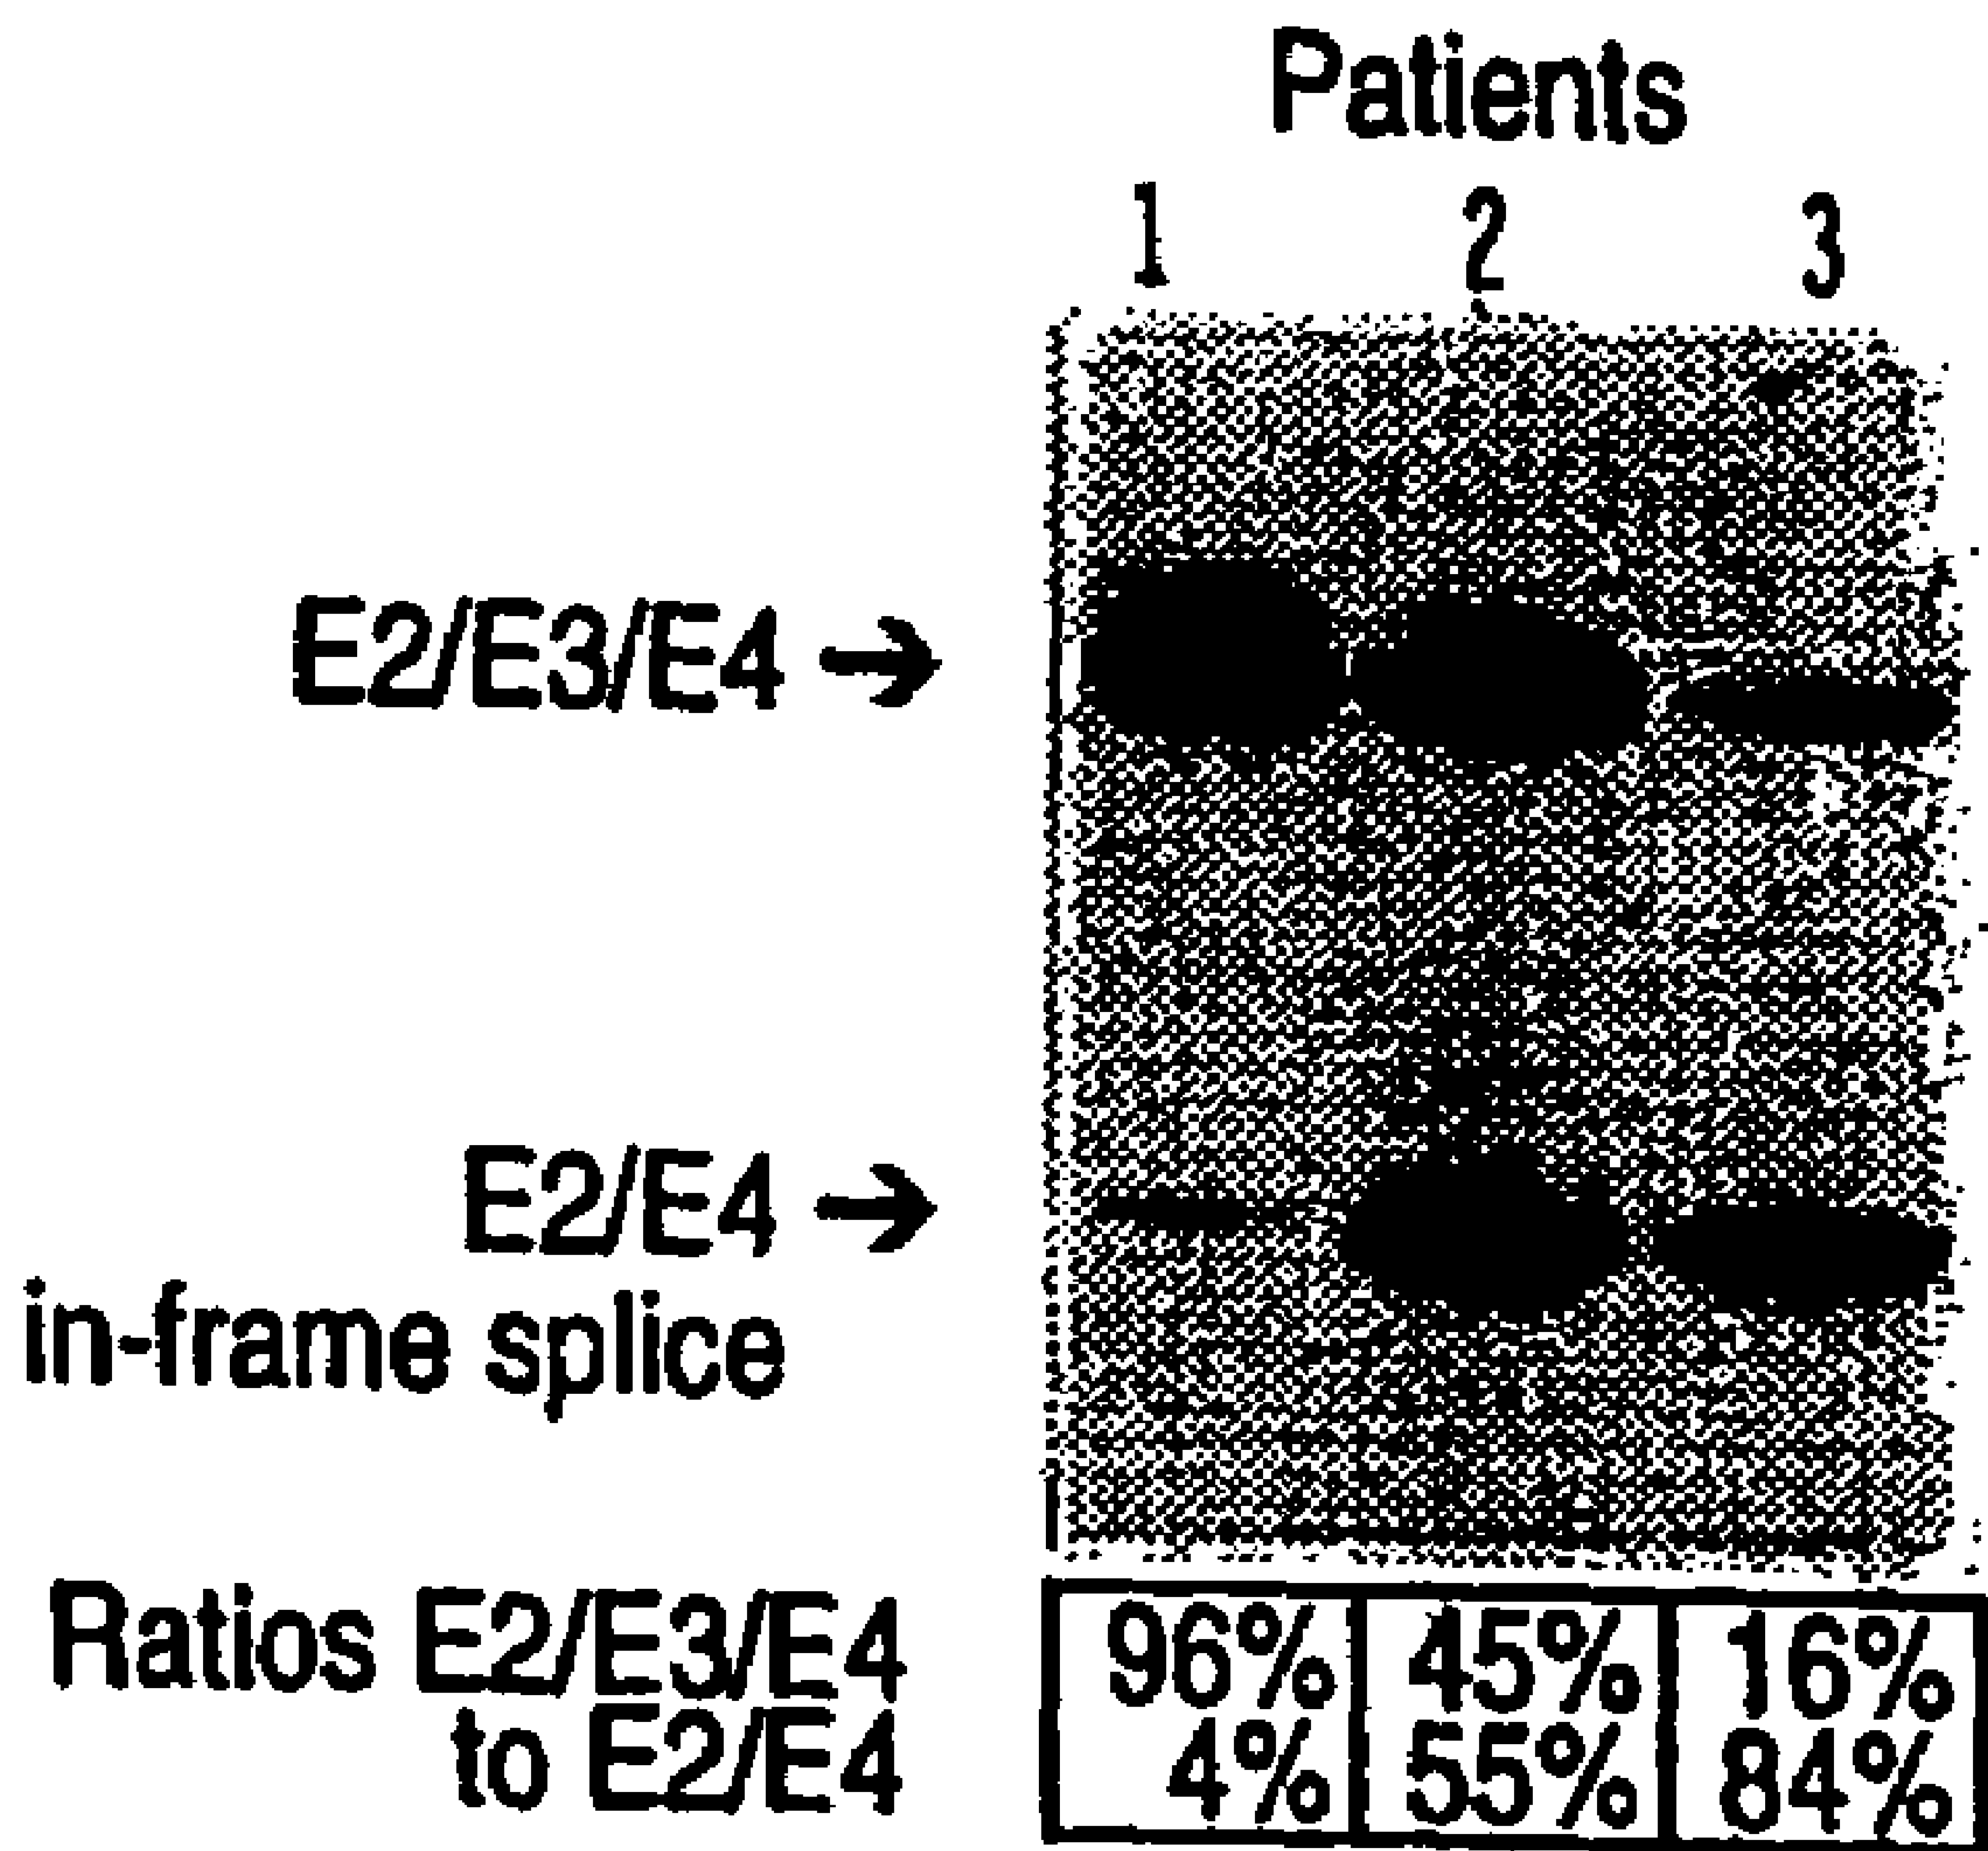 Patients
1 2 3
E2/E3/E4 →
E2/E4 →
in-frame splice
Ratios E2/E3/E4 96% 45% 16%
to E2/E4 4% 55% 84%